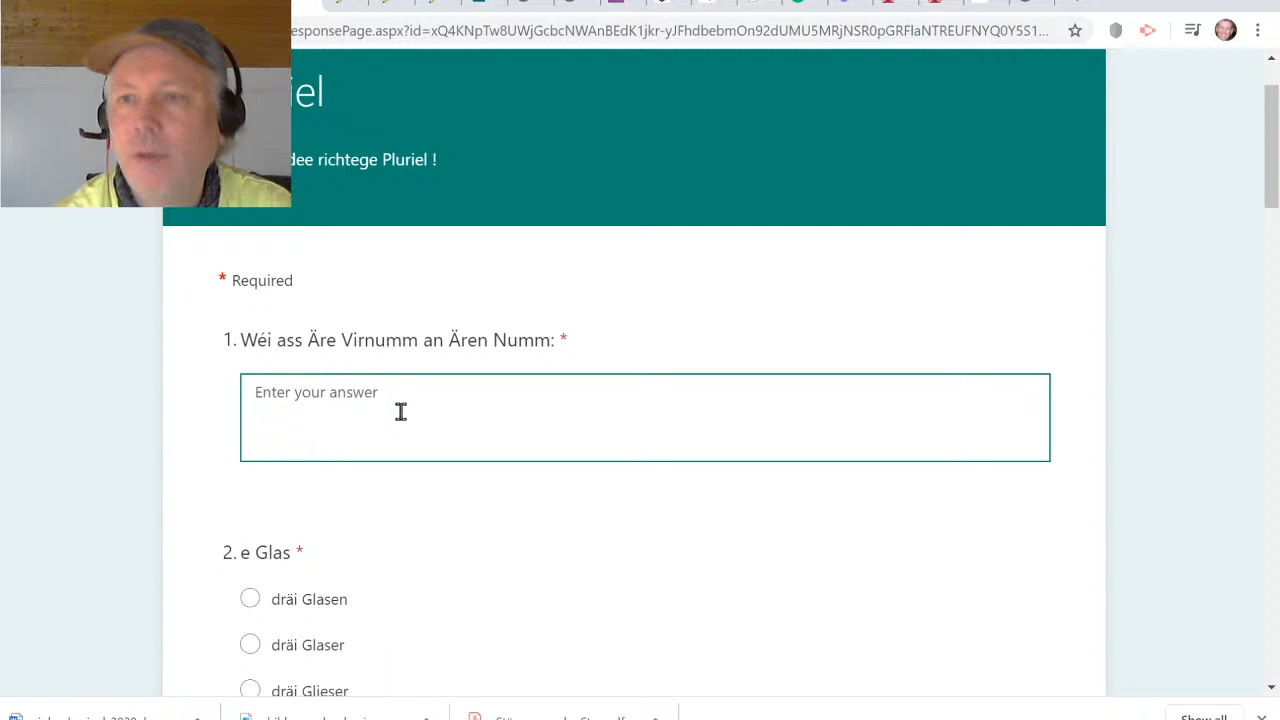 esponsePage.aspx?id=xQ4KNpTw8UWjGcbcNWAnBEdK1jkr-yJFhdbebmOn92dUMU5MRjNSR0pGRFlaNTREUFNYQ0Y5S1...
iel
dee richtege Pluriel !
* Required
1. Wéi ass Äre Virnumm an Ären Numm: *
Enter your answer
2. e Glas *
dräi Glasen
dräi Glaser
dräi Glieser
Show all